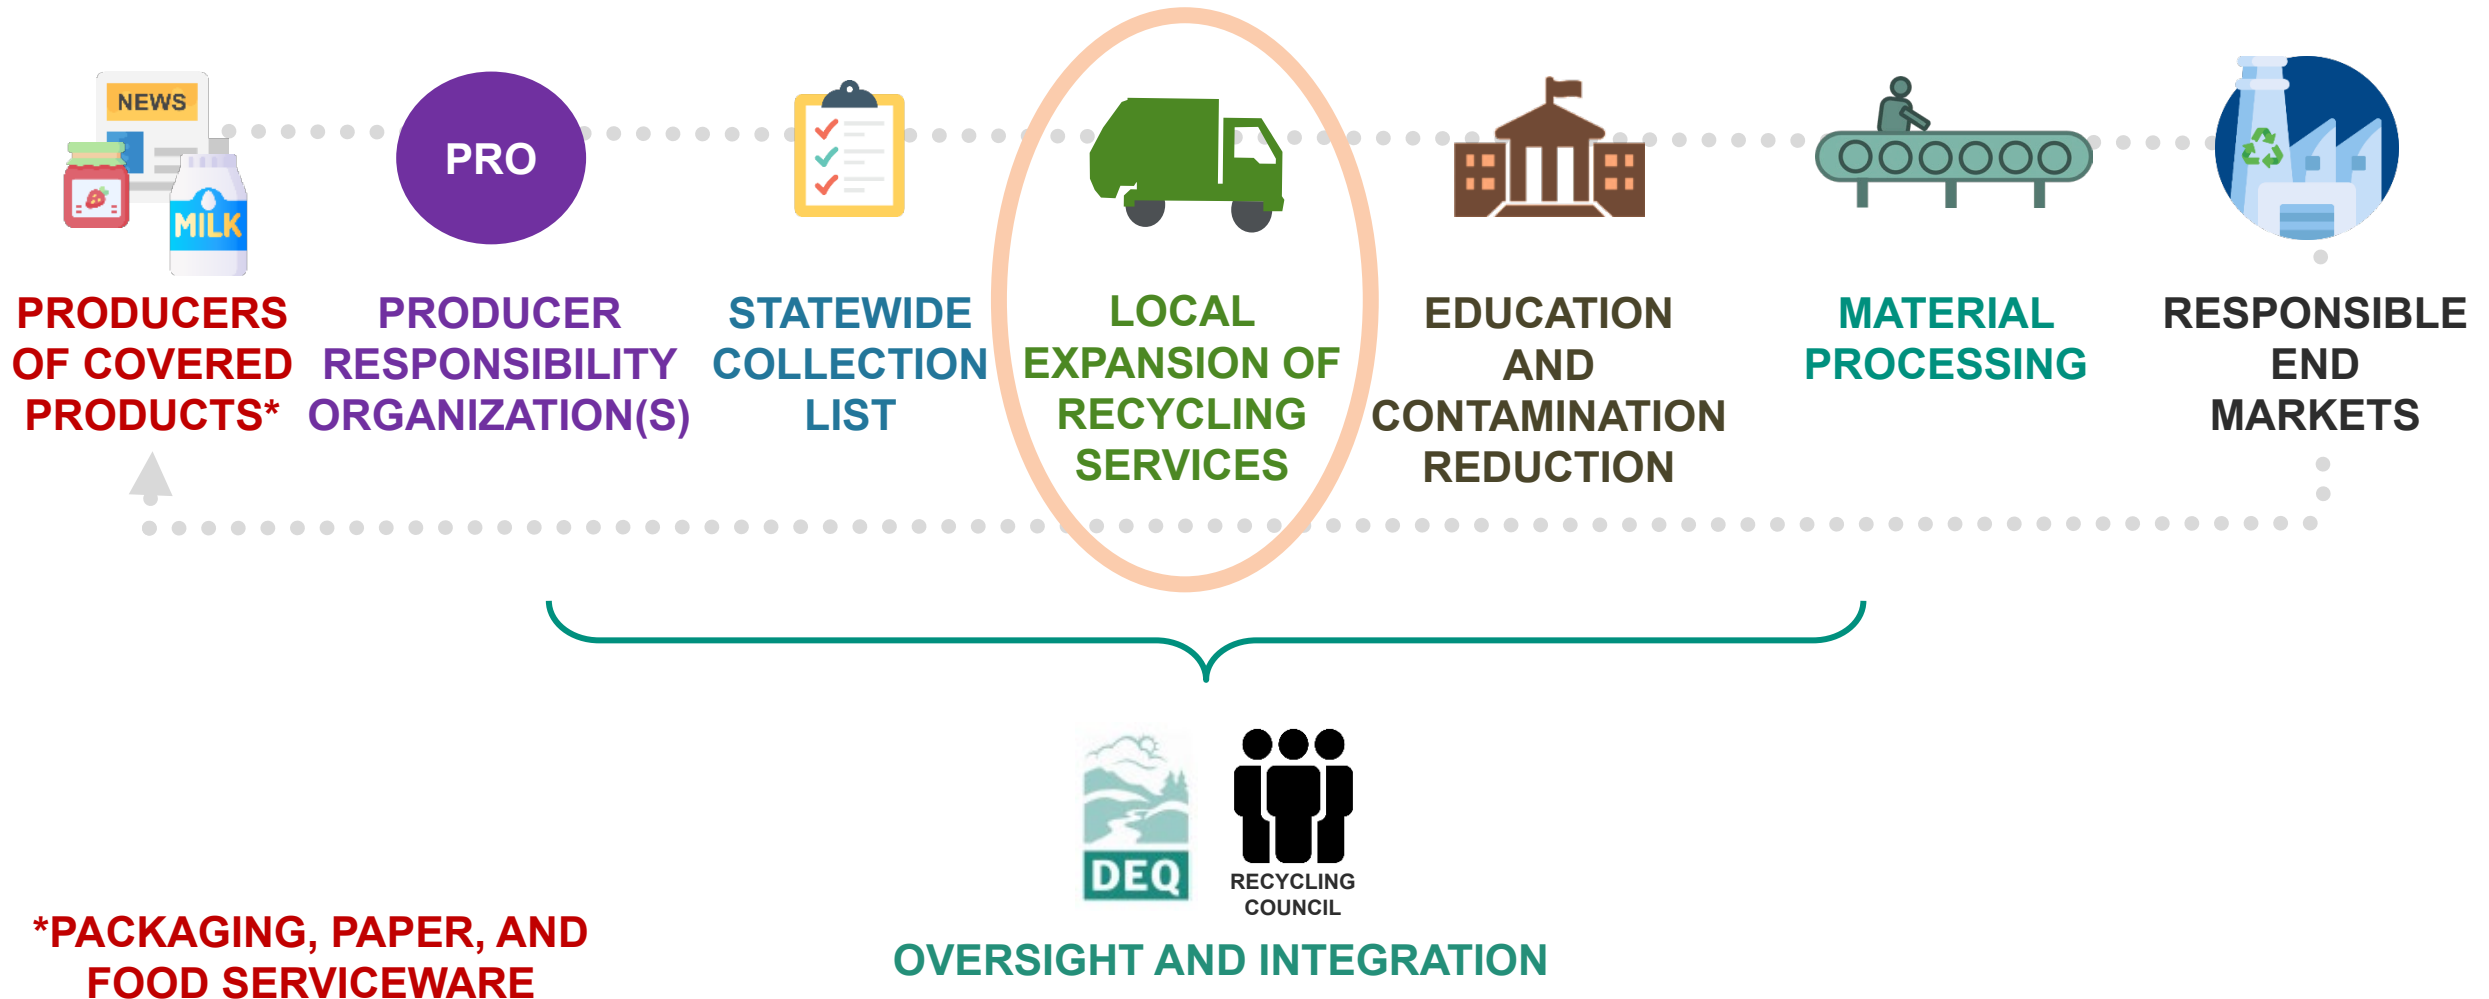 NEWS
MILK
PRODUCERS
OF COVERED
PRODUCTS*
PRO
PRODUCER
RESPONSIBILITY
ORGANIZATION(S)
STATEWIDE
COLLECTION
LIST
LOCAL
EXPANSION OF
RECYCLING
SERVICES
EDUCATION
AND
CONTAMINATION
REDUCTION
MATERIAL
PROCESSING
RESPONSIBLE
END
MARKETS
DEQ
RECYCLING
COUNCIL
OVERSIGHT AND INTEGRATION
*PACKAGING, PAPER, AND
FOOD SERVICEWARE